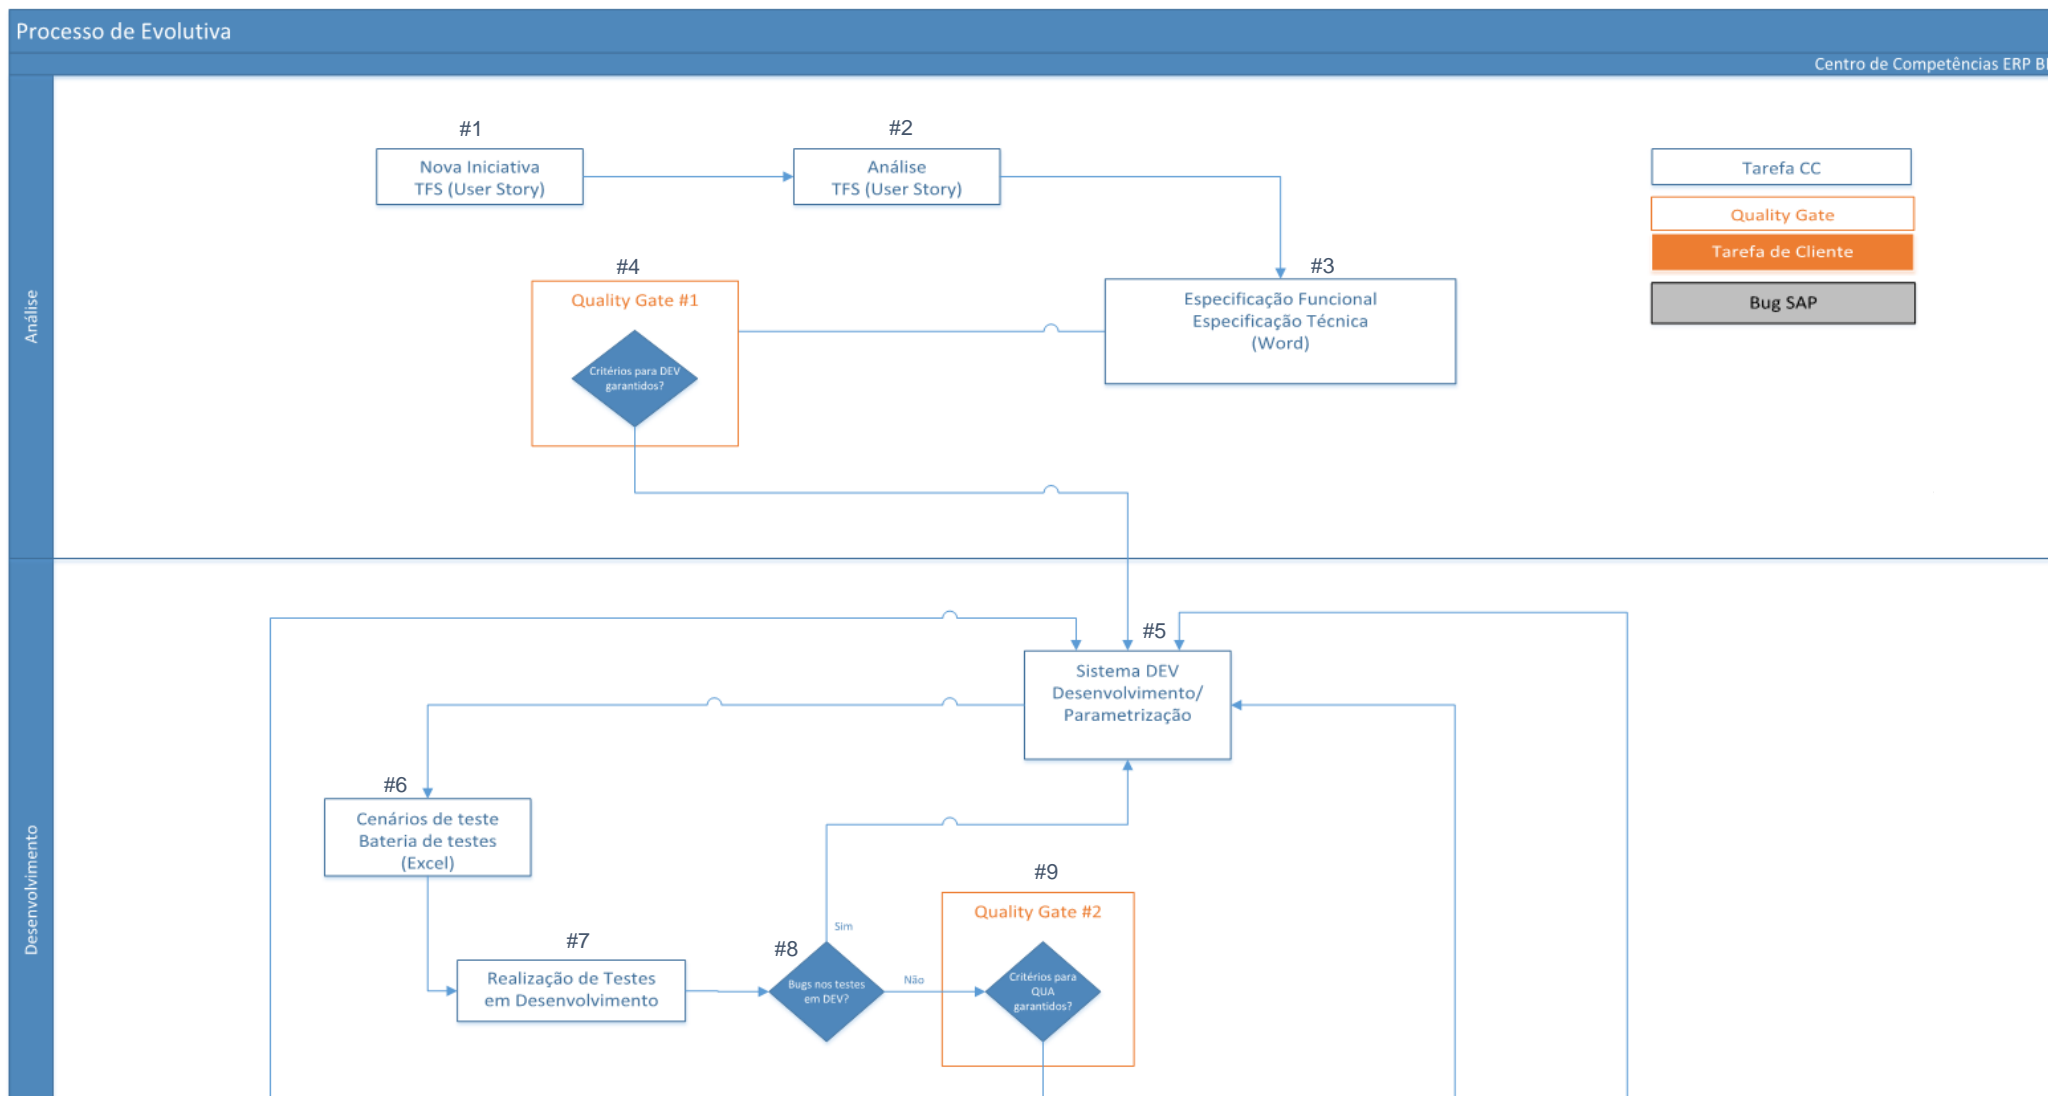 Processo de Evolutiva
Centro de Competências ERP
#1
Nova Iniciativa
TFS (User Story)
#2
Análise
TFS (User Story)
Tarefa CC
Quality Gate
Tarefa de Cliente
Bug SAP
#3
Especificação Funcional
Especificação Técnica
(Word)
#4
Quality Gate #1
Critérios para DEV
garantidos?
Análise
#5
Sistema DEV
Desenvolvimento/
Parametrização
#6
Cenários de teste
Bateria de testes
(Excel)
#7
Realização de Testes
em Desenvolvimento
#8
Bugs nos testes
em DEV?
Sim
Não
#9
Quality Gate #2
Critérios para
QUA
garantidos?
Desenvolvimento